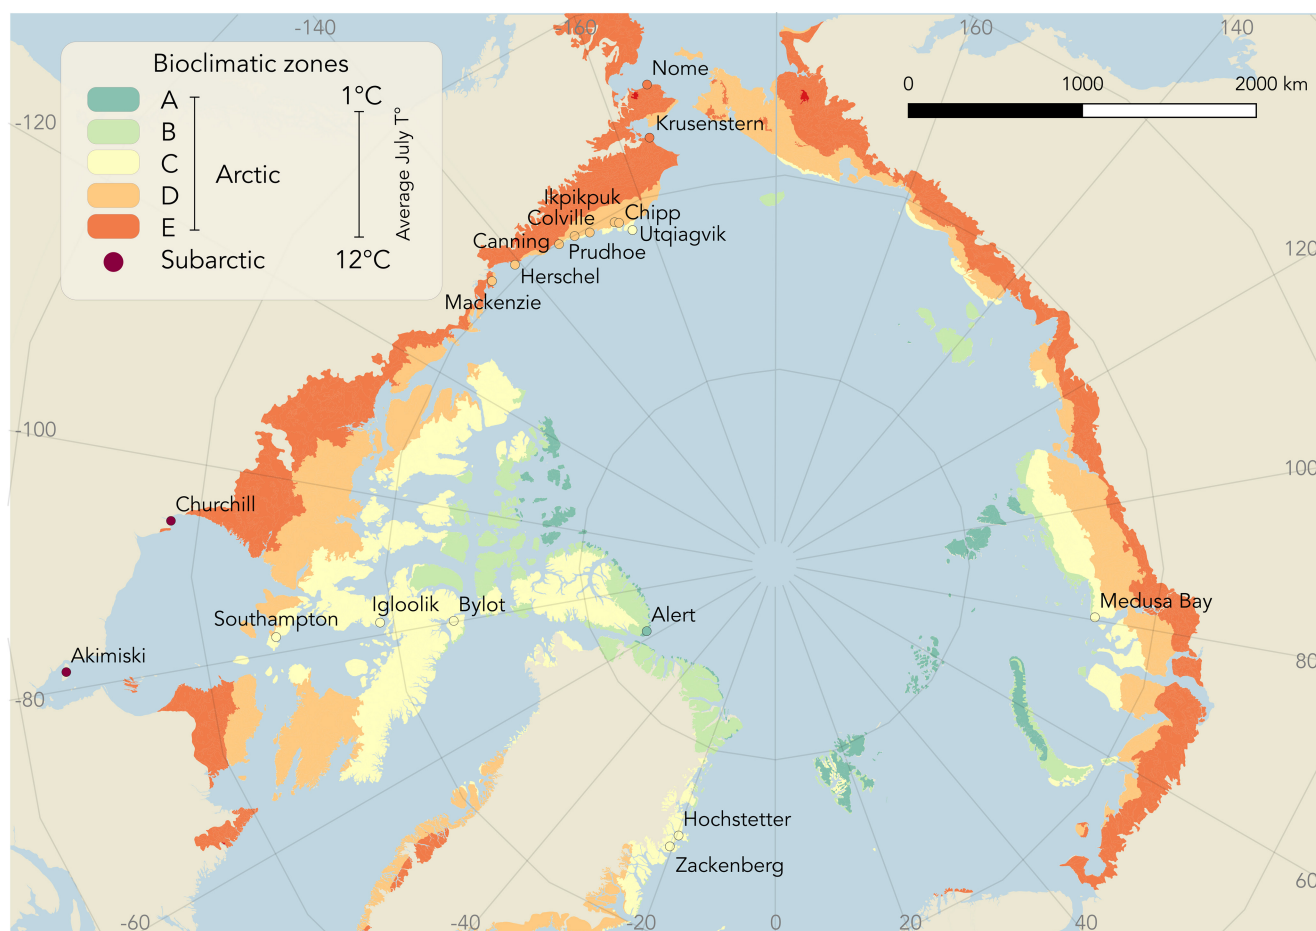 -140
160
160
140
Bioclimatic zones
A
B
C
D
E
Arctic
Subarctic
1°C
12°C
Average July T°
0
1000
2000 km
-120
Nome
Krusenstern
Ikpikpuk
Colville
Chipp
Utqiagvik
Canning
Prudhoe
Herschel
Mackenzie
120
-100
100
Churchill
Southampton
Igloolik
Bylot
Alert
Medusa Bay
Akimiski
80
-80
Hochstetter
Zackenberg
60
-60
-40
-20
0
20
40